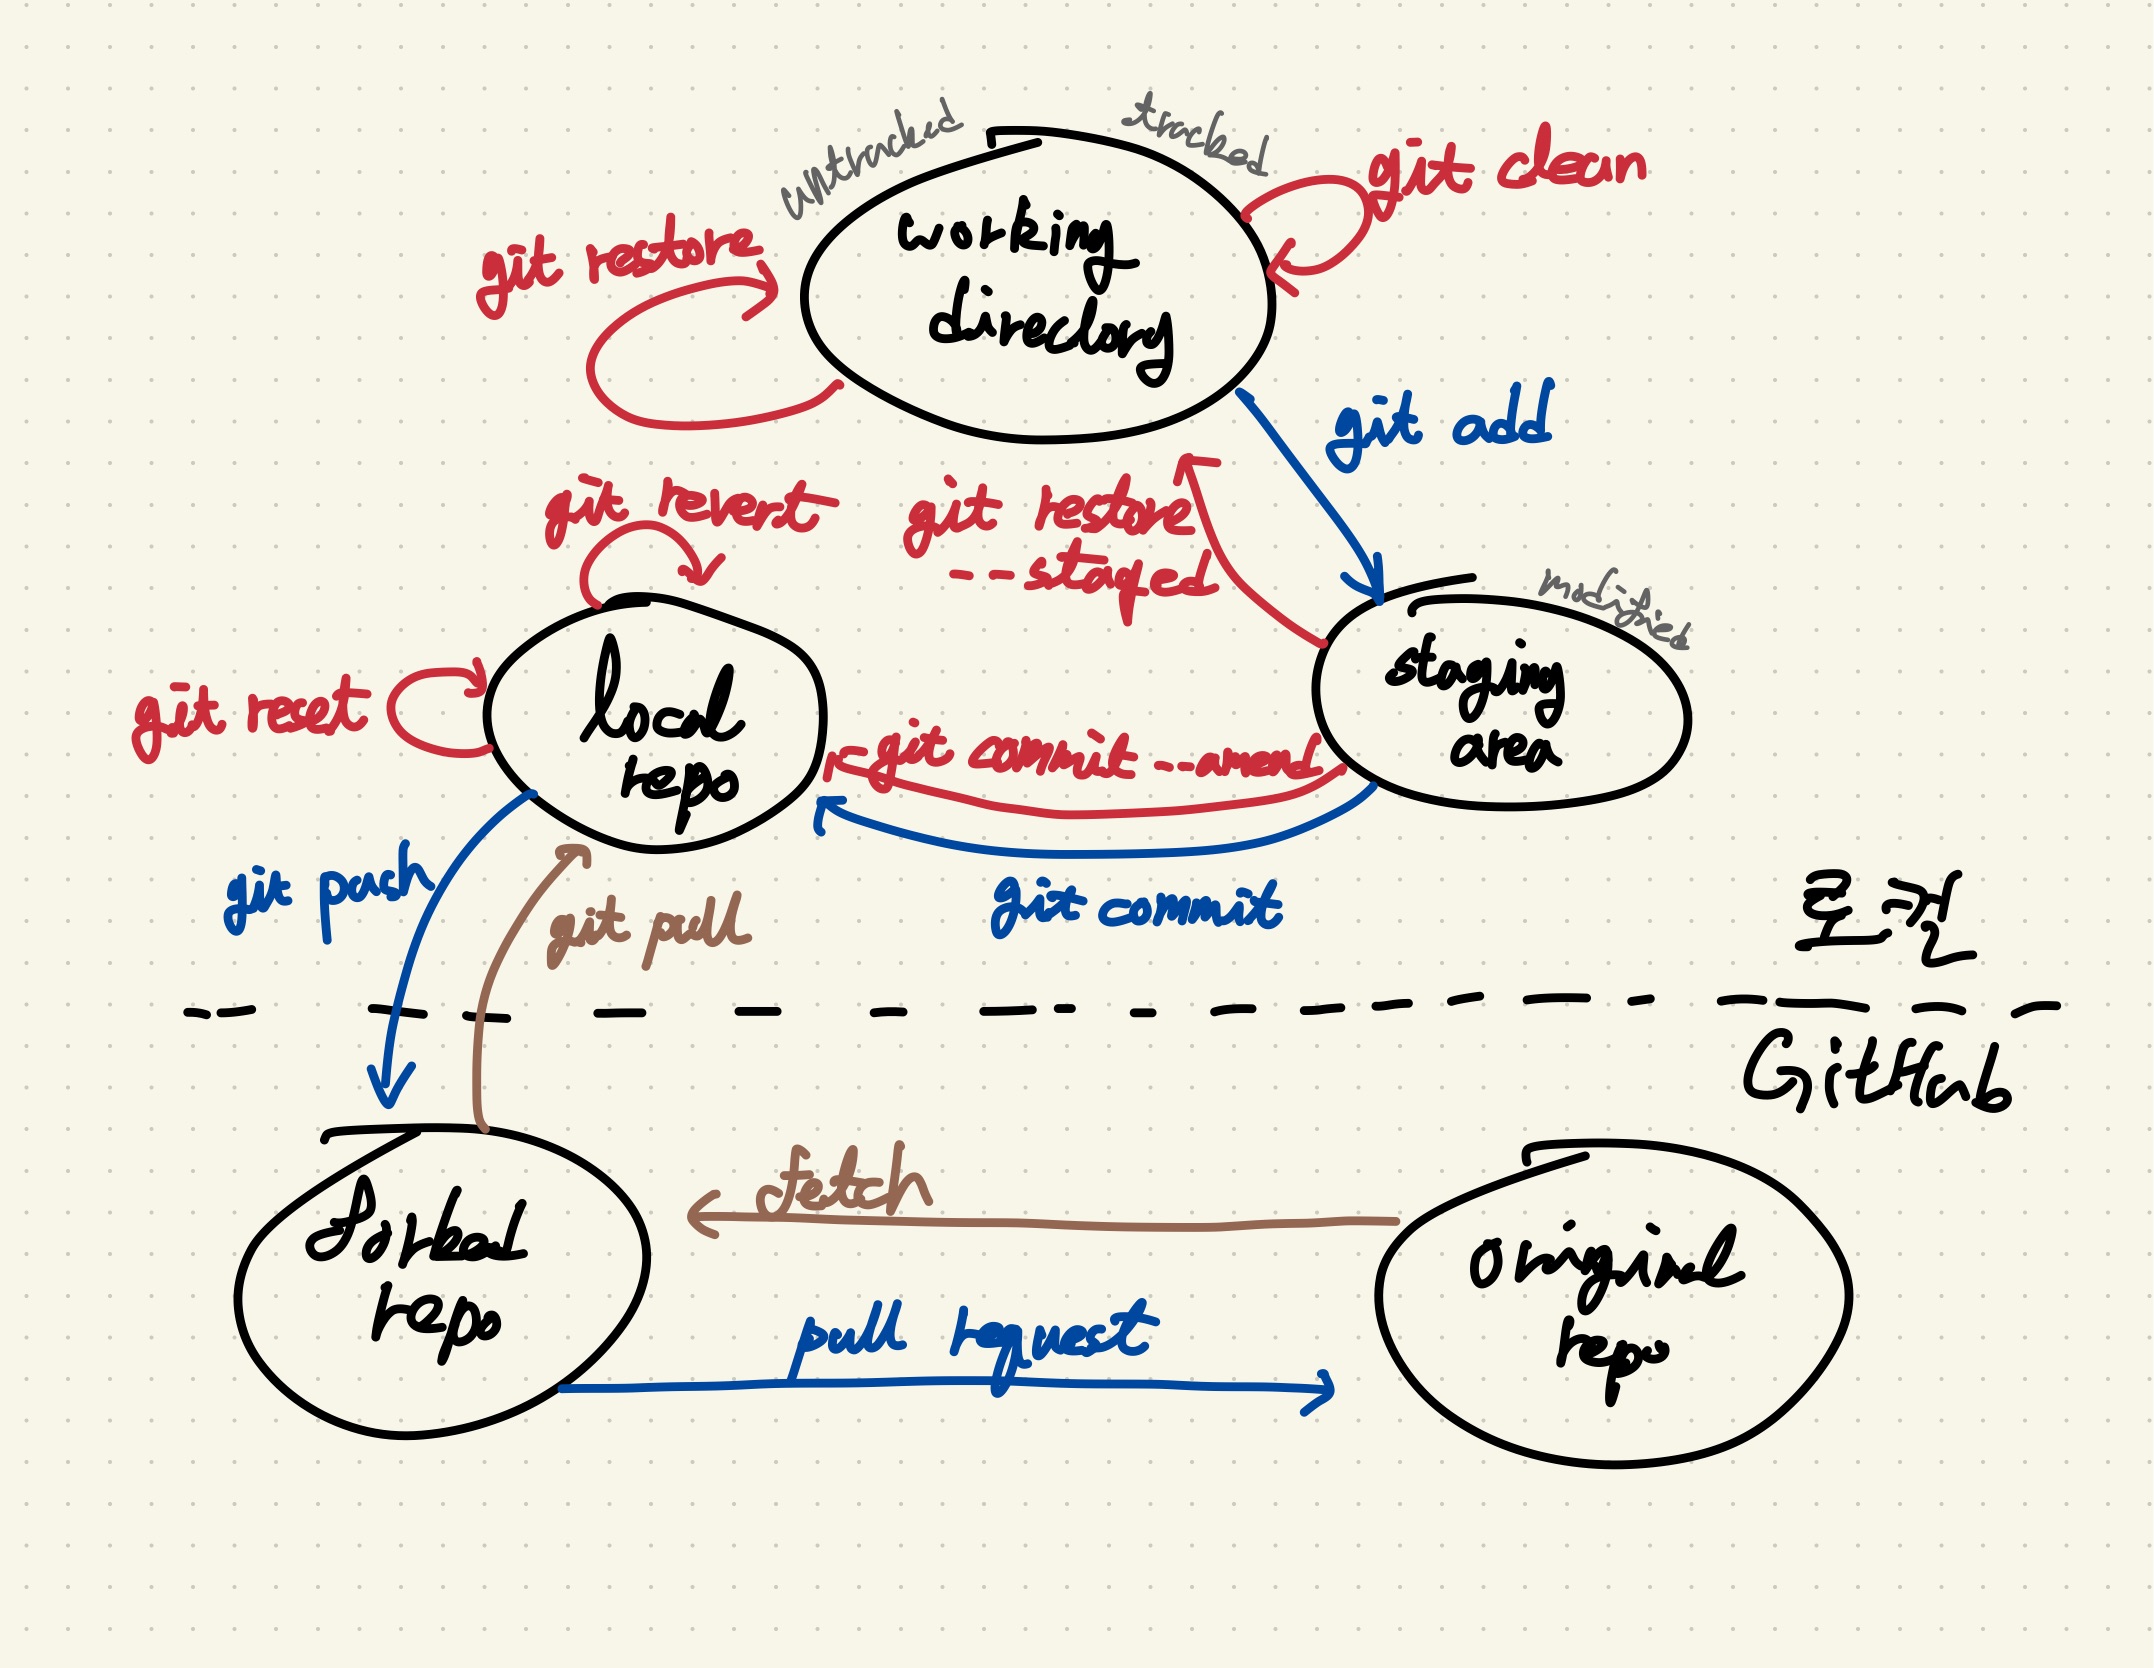 untracked
tracked
git clean
git restore
working
directory
git add
git revert
git restore
--staged
modified
local
repo
git reset
staging
area
git commit --amend
git push
git pull
git commit
로컬
GitHub
fetch
forked
repo
original
repo
pull request